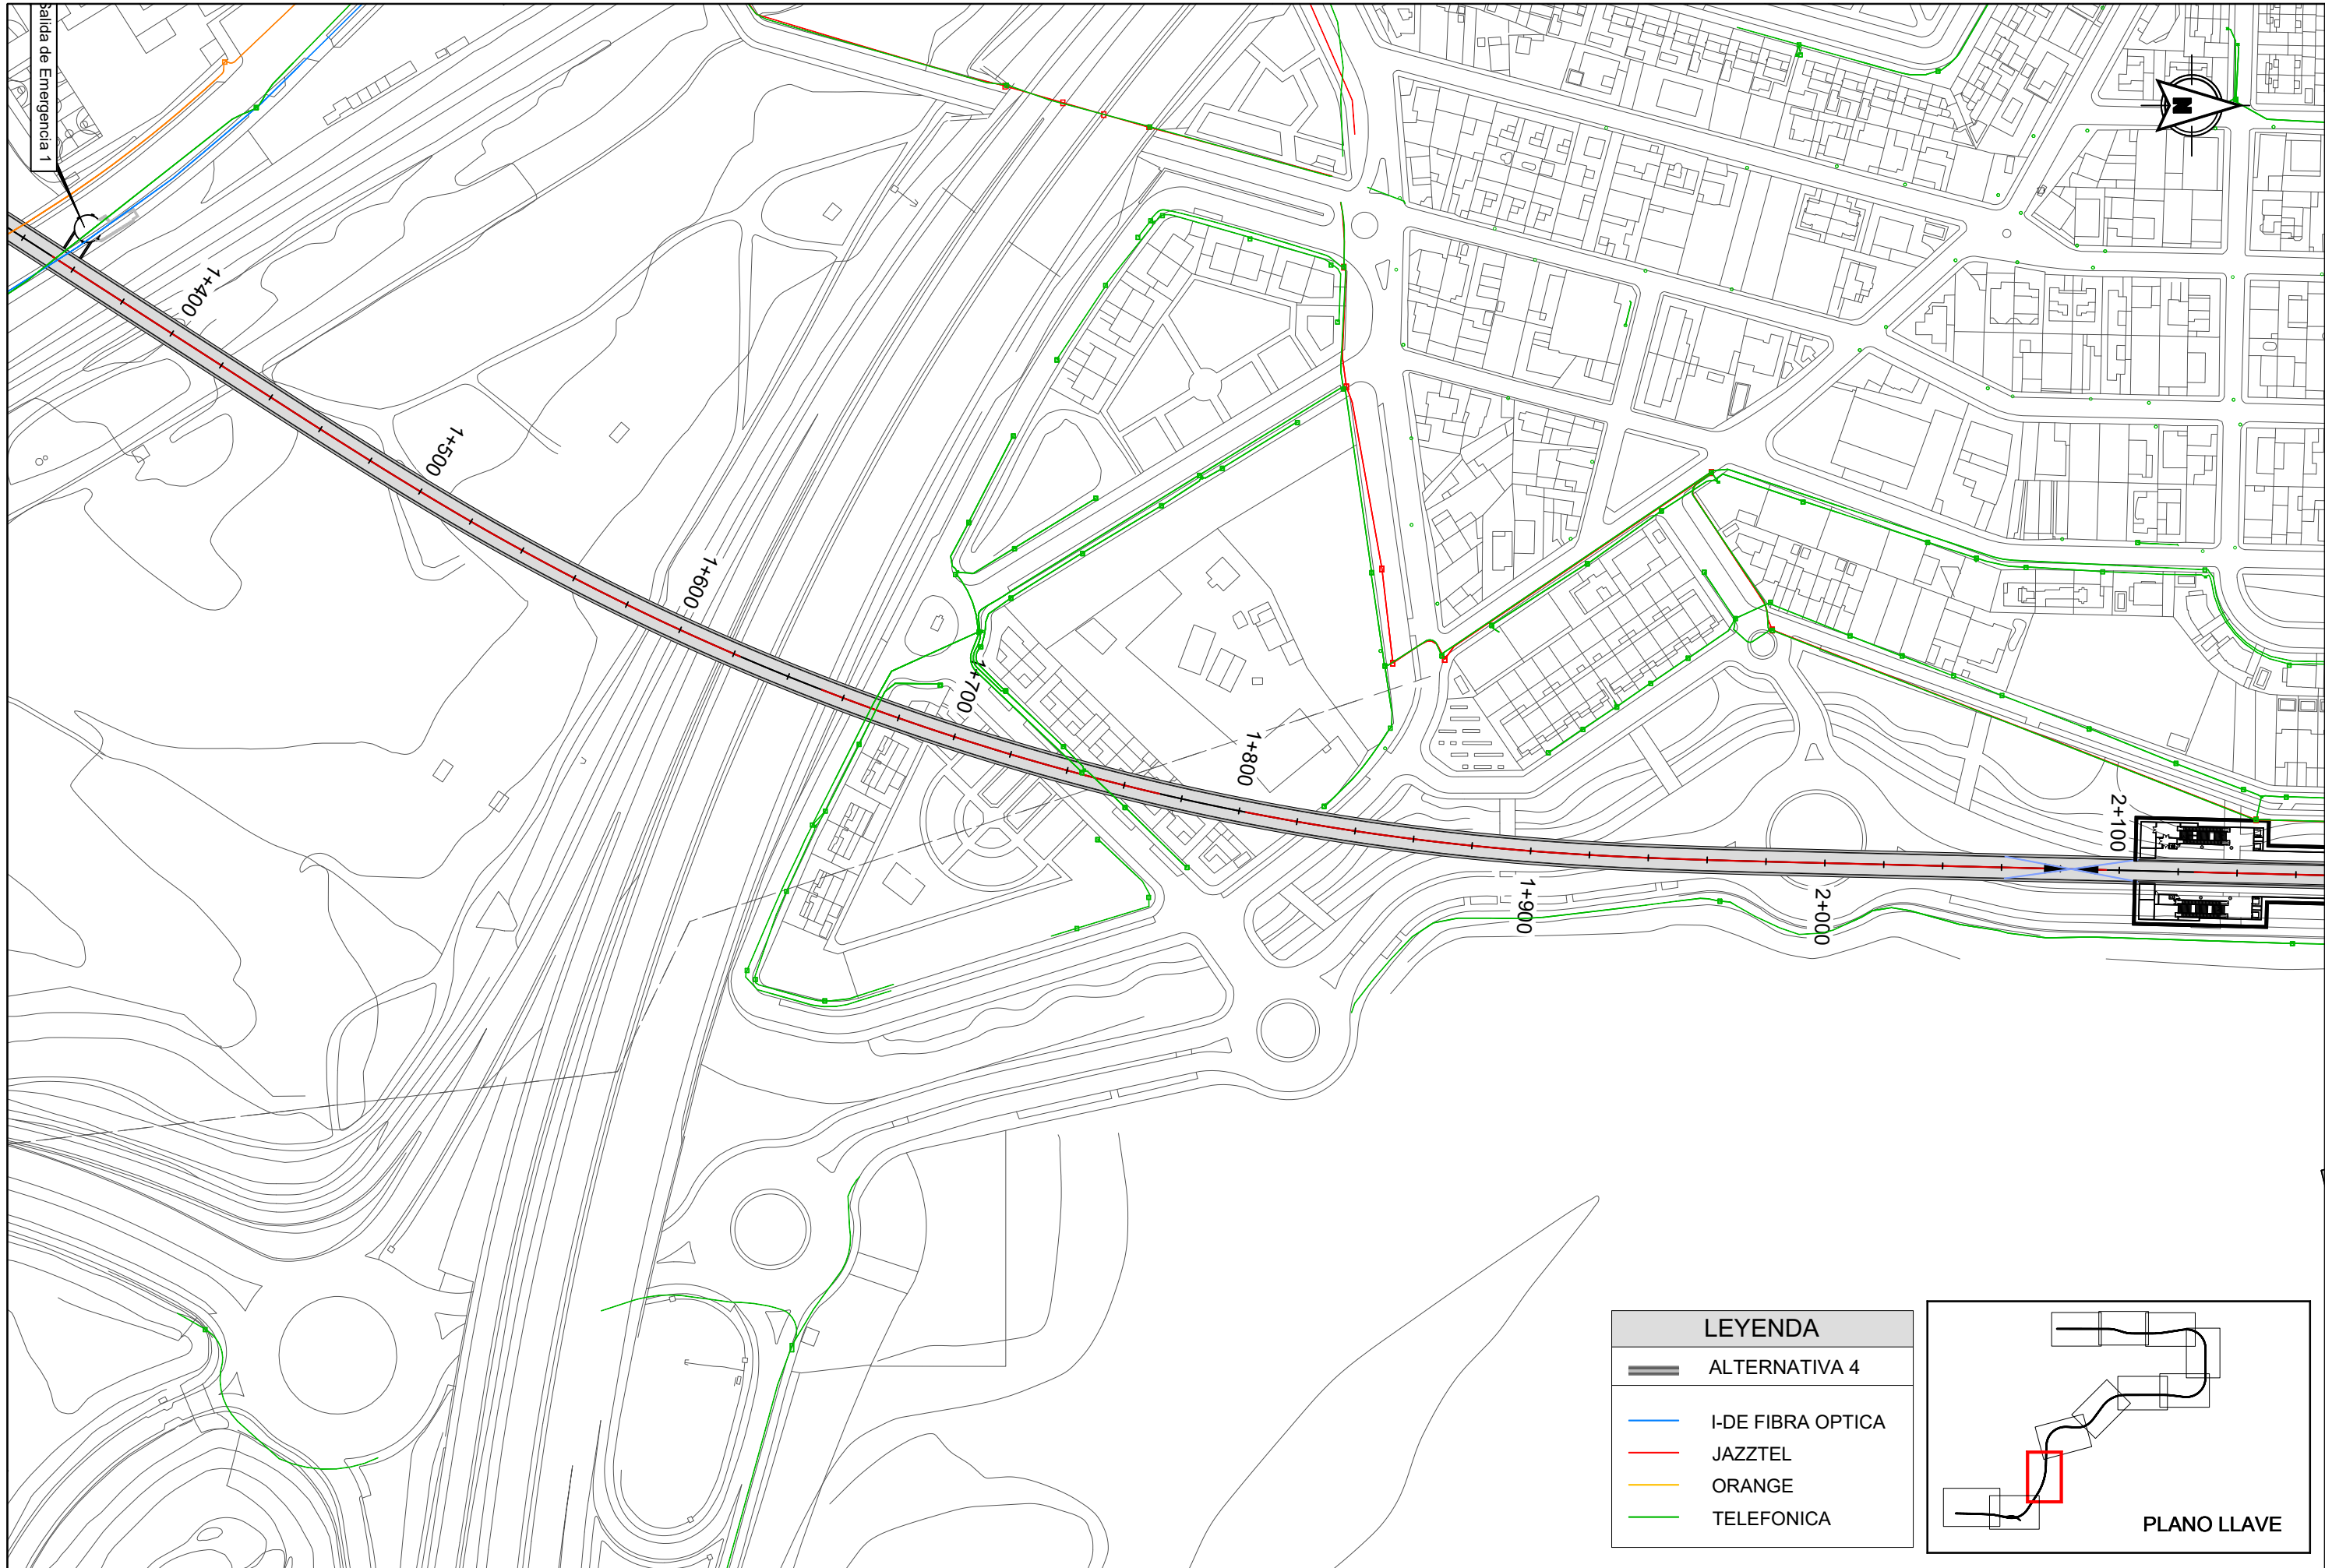 Salida de Emergencia 1
N
1+400
1+500
1+600
1+700
1+800
1+900
2+000
2+100
LEYENDA
ALTERNATIVA 4
I-DE FIBRA OPTICA
JAZZTEL
ORANGE
TELEFONICA
PLANO LLAVE